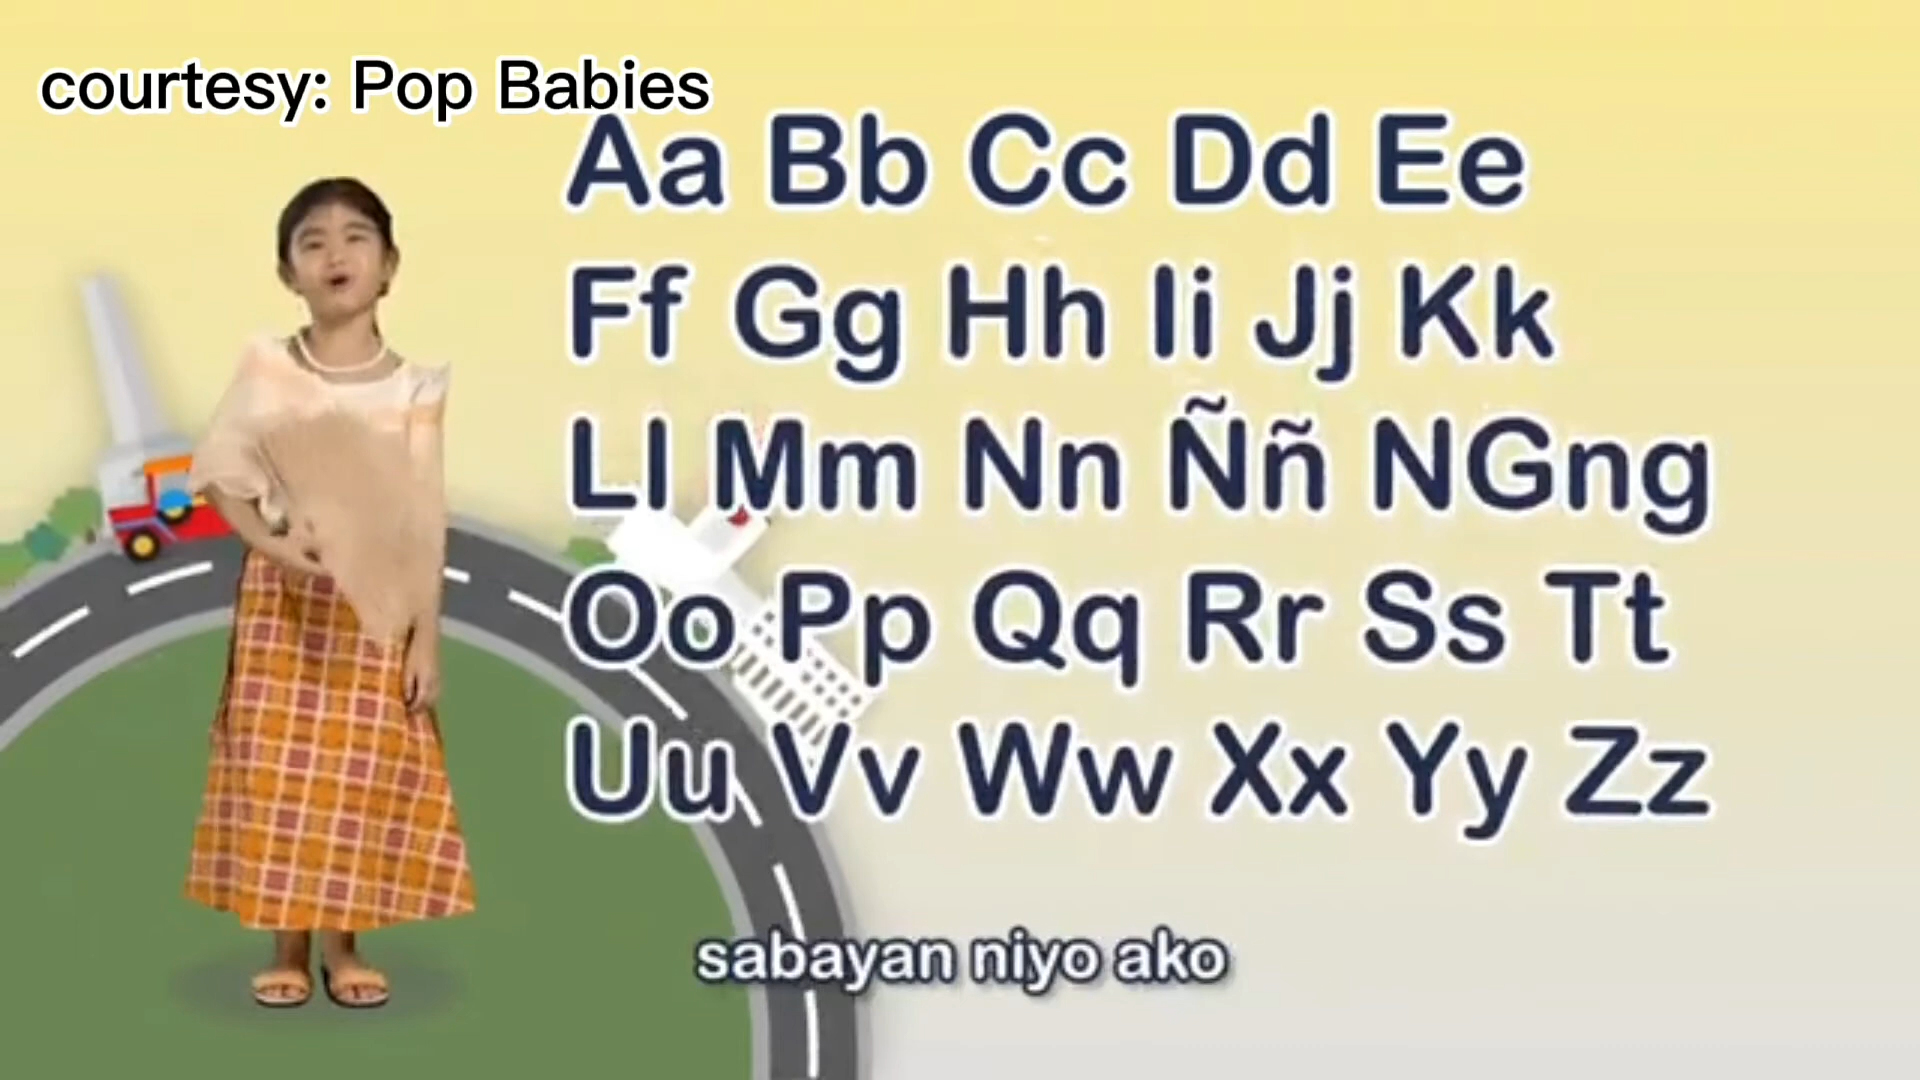 courtesy: Pop Babies
Aa Bb Cc Dd Ee
Ff Gg Hh Ii Jj Kk
Ll Mm Nn Ññ NGng
Oo Pp Qq Rr Ss Tt
Uu Vv Ww Xx Yy Zz
sabayan niyo ako